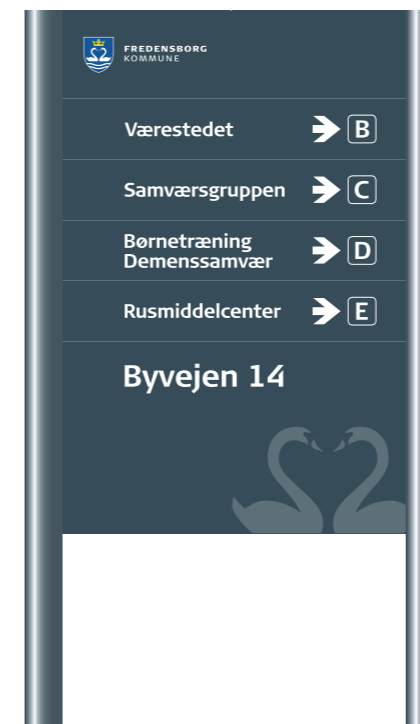 FREDENSBORG
KOMMUNE
Værestedet B
Samværsgruppen C
Børnetræning
Demenssamvær D
Rusmiddelcenter E
Byvejen 14